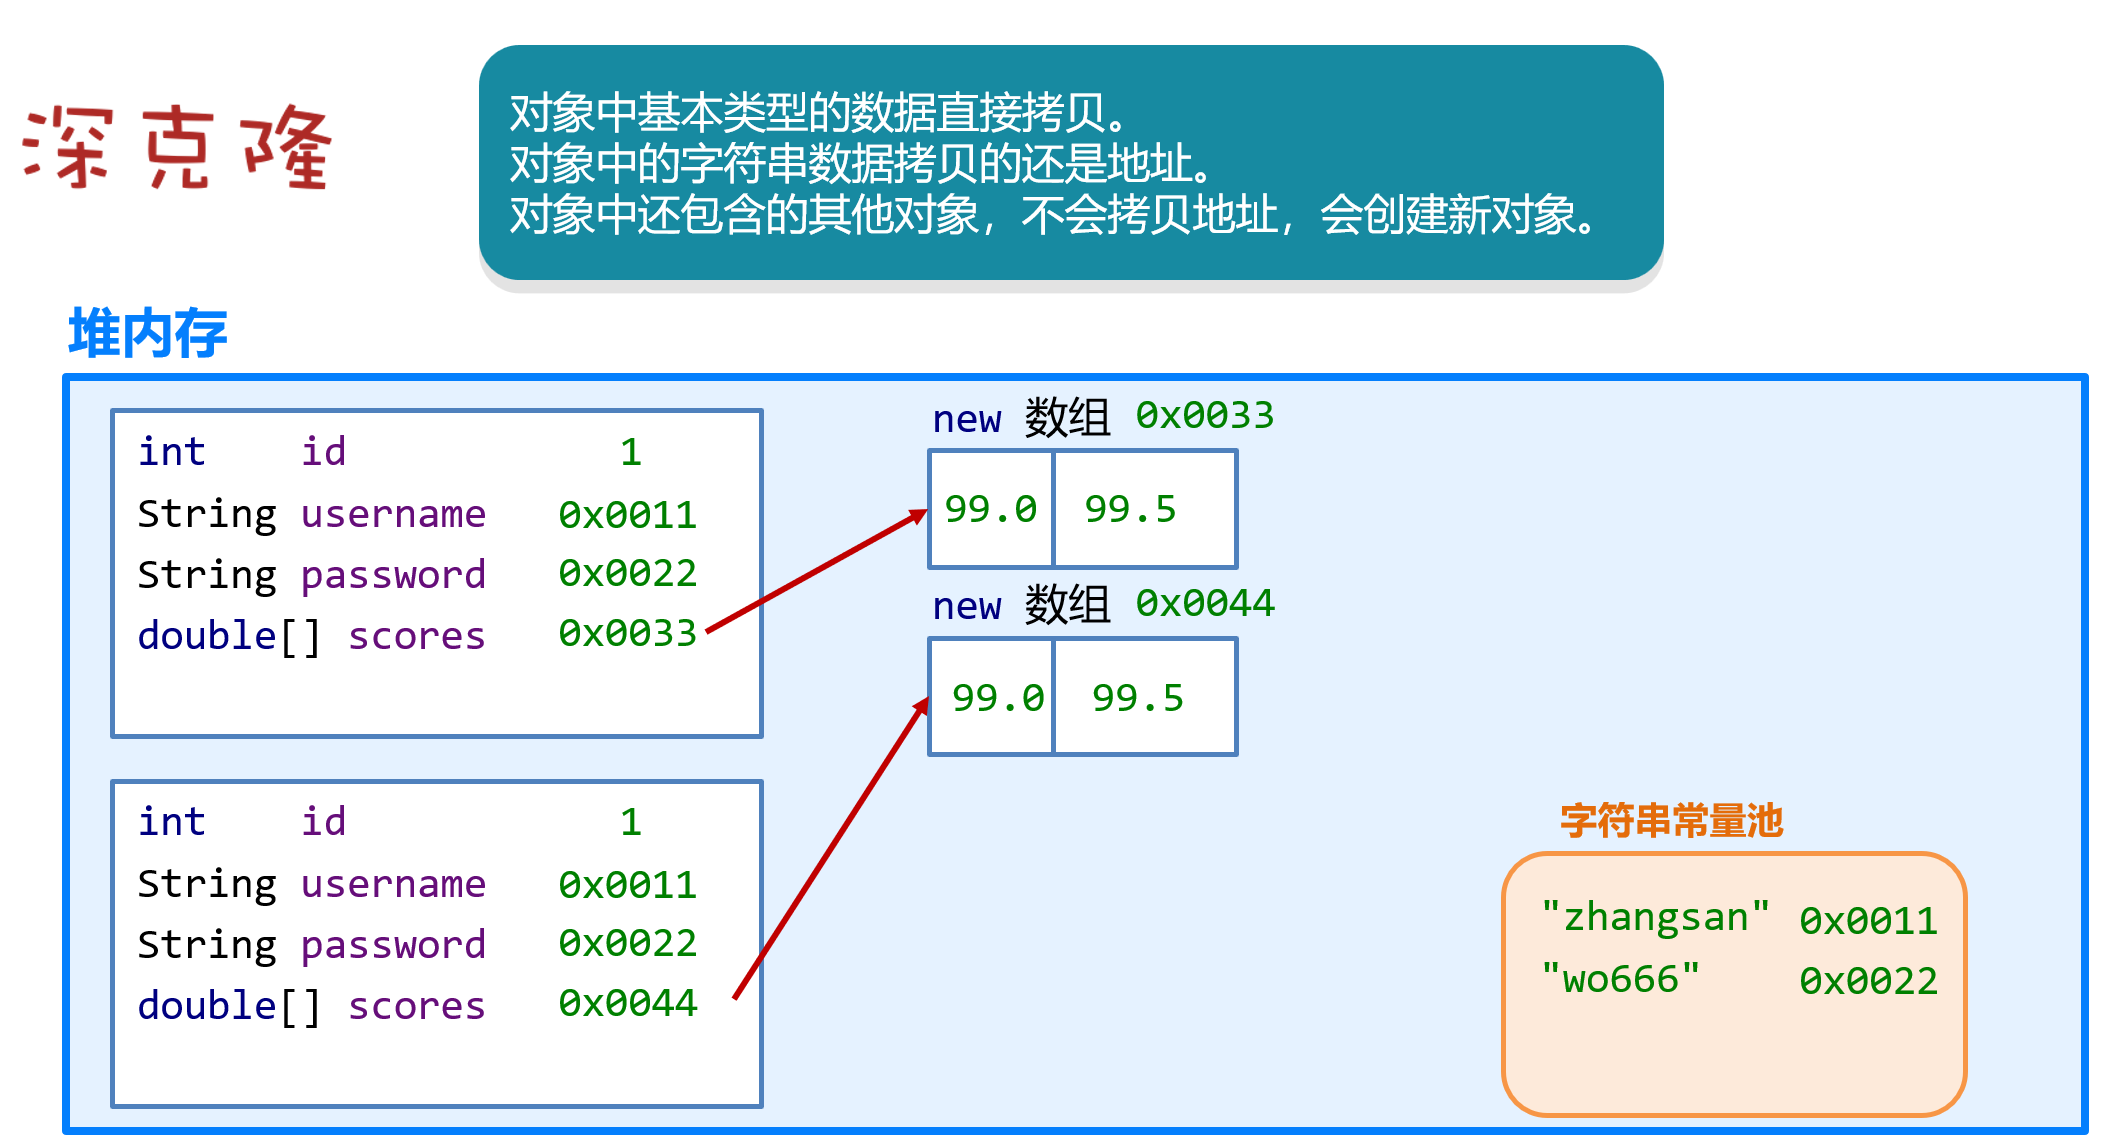 深克隆
对象中基本类型的数据直接拷贝。
对象中的字符串数据拷贝的还是地址。
对象中还包含的其他对象，不会拷贝地址，会创建新对象。
堆内存
int id 1
String username 0x0011
String password 0x0022
double[] scores 0x0033
new 数组 0x0033
99.0 99.5
new 数组 0x0044
99.0 99.5
int id 1
String username 0x0011
String password 0x0022
double[] scores 0x0044
字符串常量池
"zhangsan" 0x0011
"wo666" 0x0022